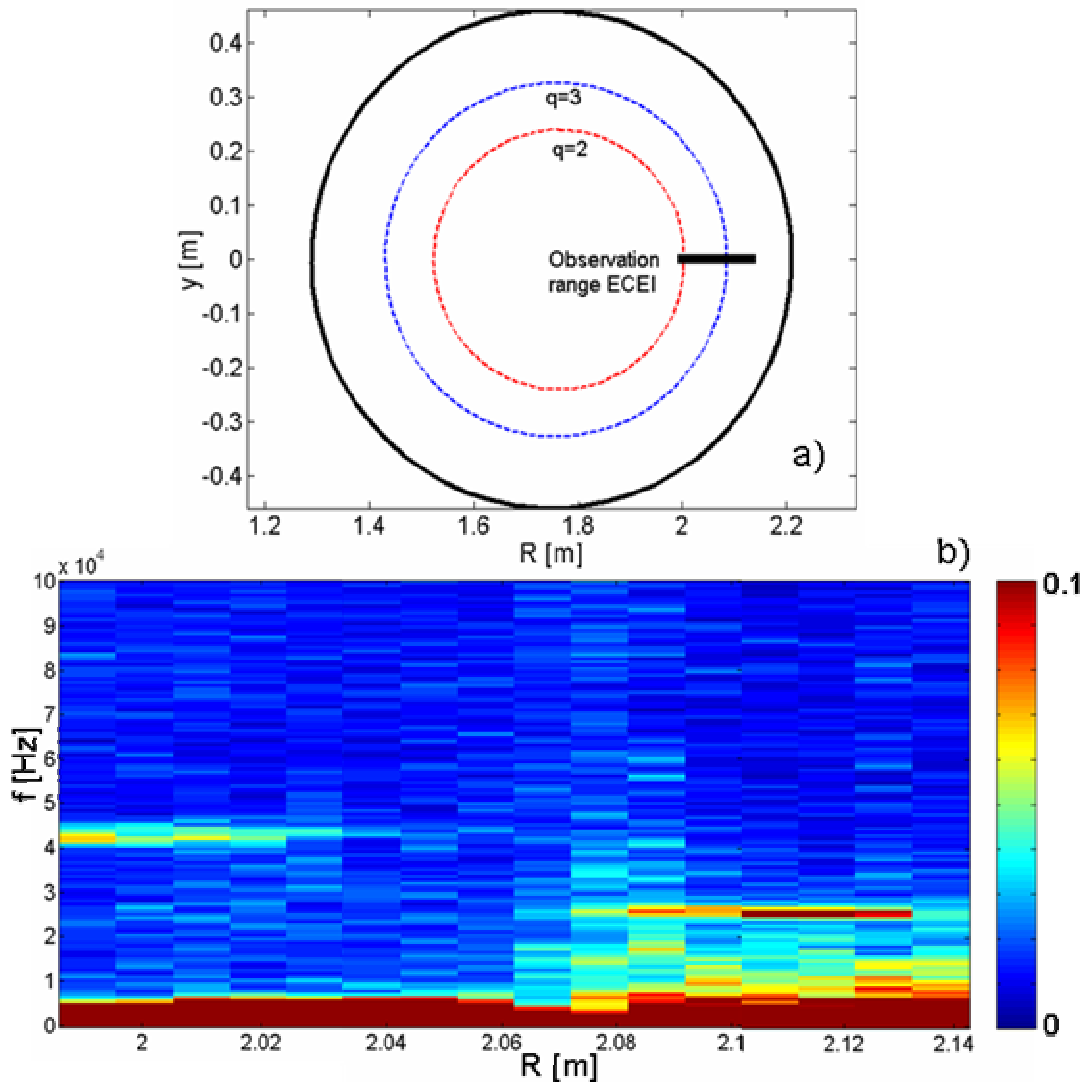 0.4
0.3
0.2
0.1
0
-0.1
-0.2
-0.3
-0.4
y [m]
q=3
q=2
Observation
range ECEI
a)
1.2 1.4 1.6 1.8 2 2.2
R [m]
b)
10 x 10^4
9
8
7
6
5
4
3
2
1
0
f [Hz]
2 2.02 2.04 2.06 2.08 2.1 2.12 2.14
R [m]
0.1
0